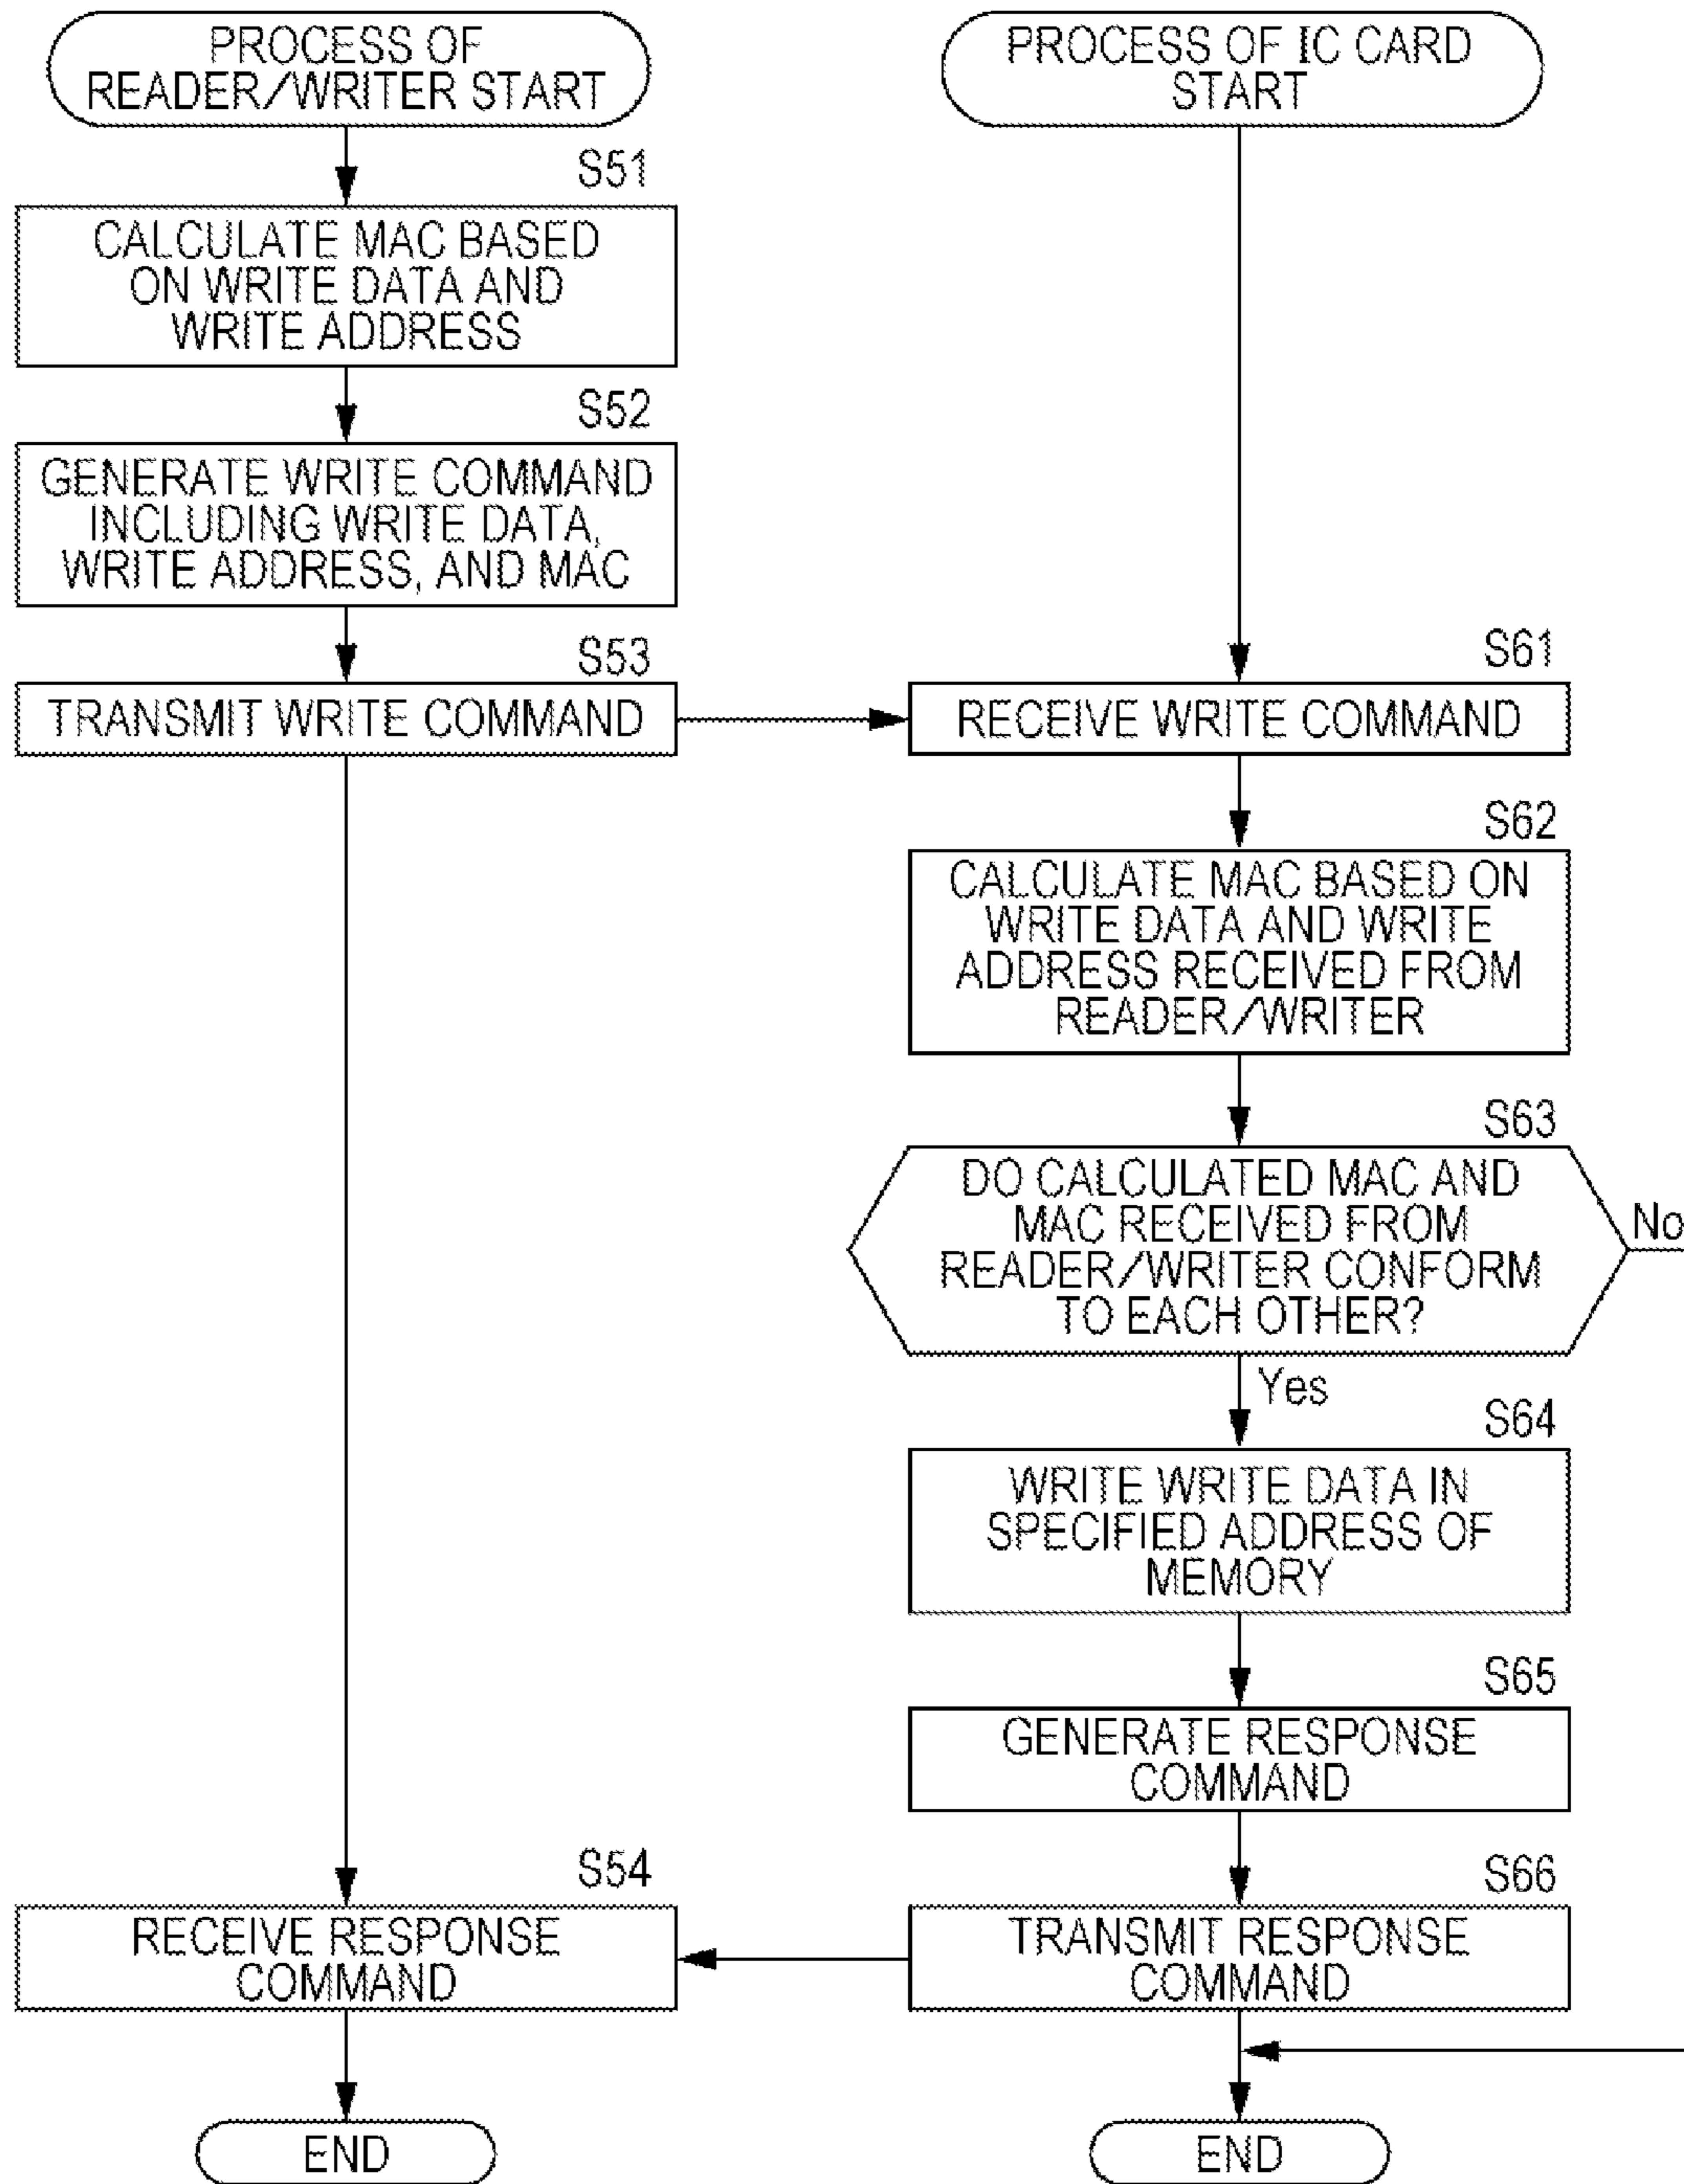 PROCESS OF
READER/WRITER START
S51
CALCULATE MAC BASED
ON WRITE DATA AND
WRITE ADDRESS
S52
GENERATE WRITE COMMAND
INCLUDING WRITE DATA,
WRITE ADDRESS, AND MAC
S53
TRANSMIT WRITE COMMAND
S54
RECEIVE RESPONSE
COMMAND
END
PROCESS OF IC CARD
START
S61
RECEIVE WRITE COMMAND
S62
CALCULATE MAC BASED ON
WRITE DATA AND WRITE
ADDRESS RECEIVED FROM
READER/WRITER
S63
DO CALCULATED MAC AND
MAC RECEIVED FROM
READER/WRITER CONFORM
TO EACH OTHER?
No
Yes
S64
WRITE WRITE DATA IN
SPECIFIED ADDRESS OF
MEMORY
S65
GENERATE RESPONSE
COMMAND
S66
TRANSMIT RESPONSE
COMMAND
END